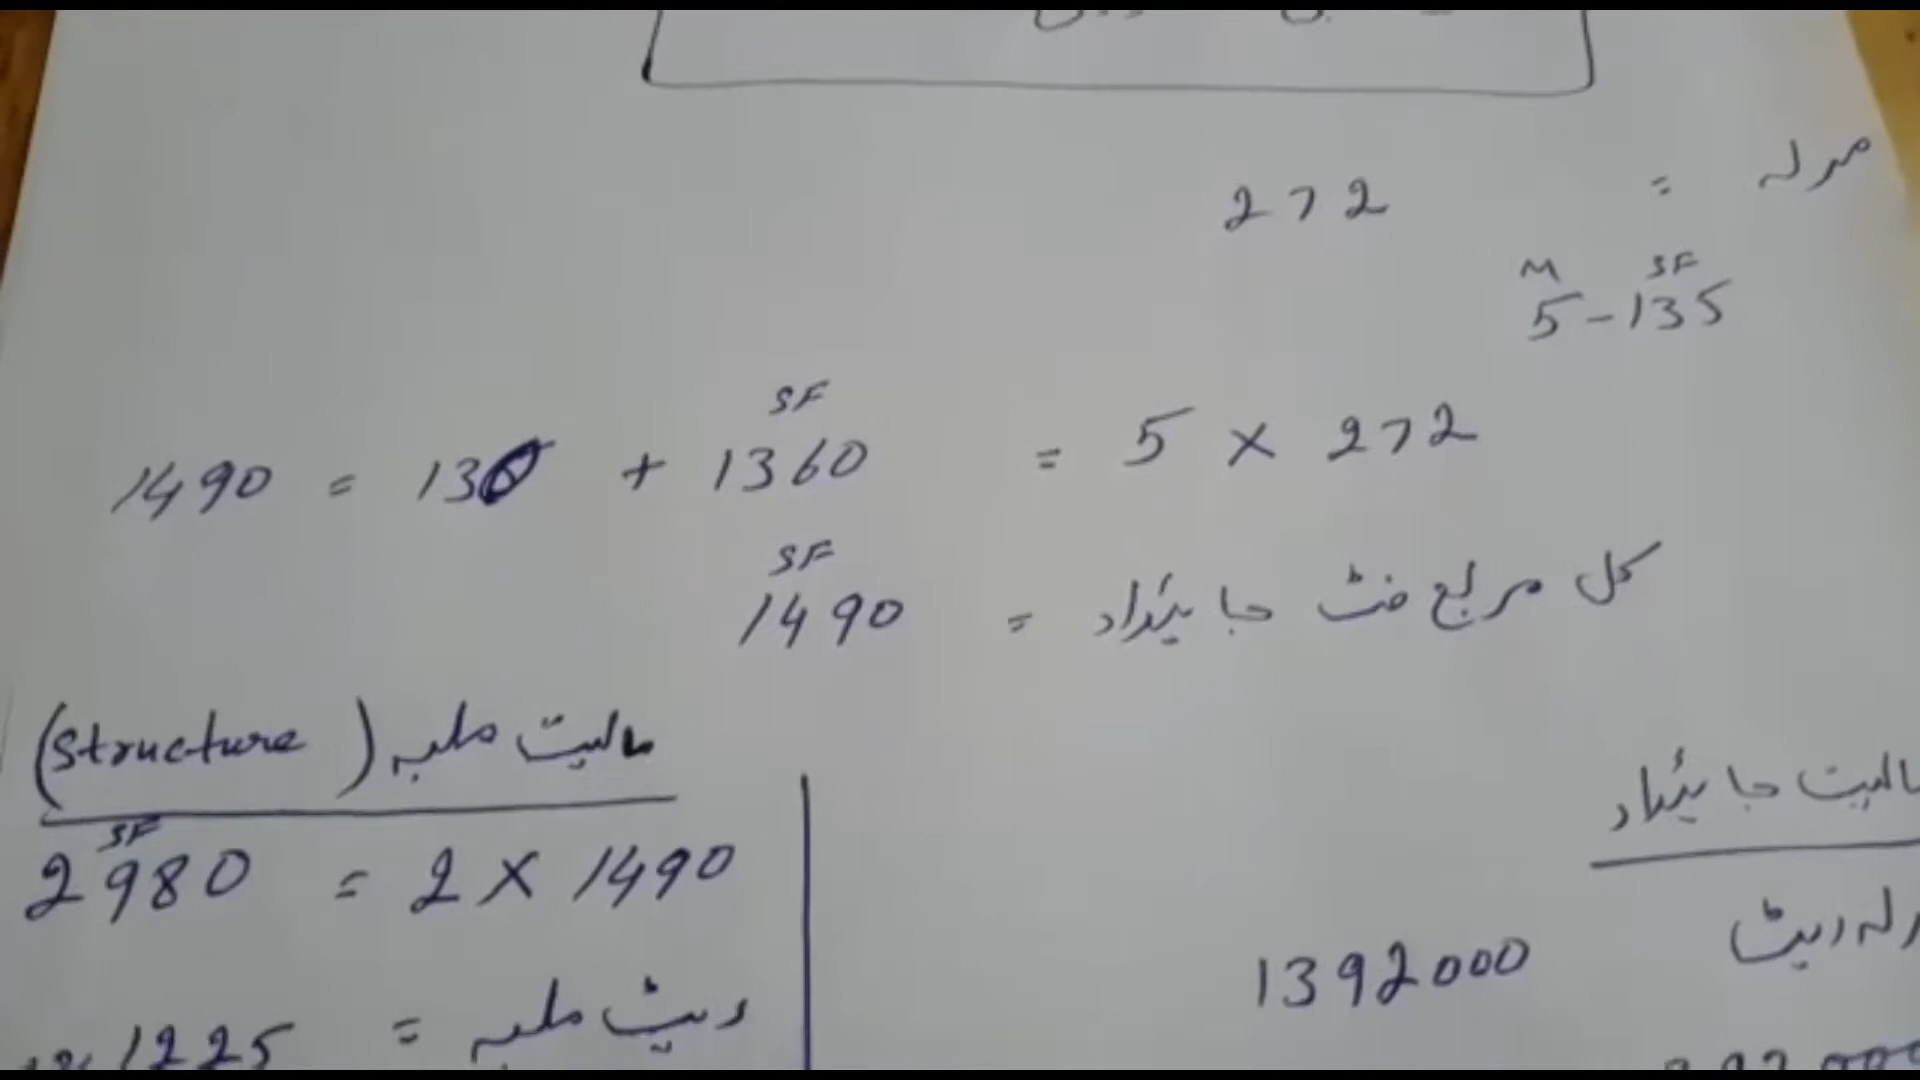 مرلہ = 272
M SF
5-135
SF
1490 = 130 + 1360 = 5 x 272
SF
کل مربع فٹ جائیداد = 1490
مالیت ملبہ (Structure)
SF
2980 = 2 x 1490
ریٹ ملبہ = 1225
مالیت جائیداد
رلہ ریٹ 1392000